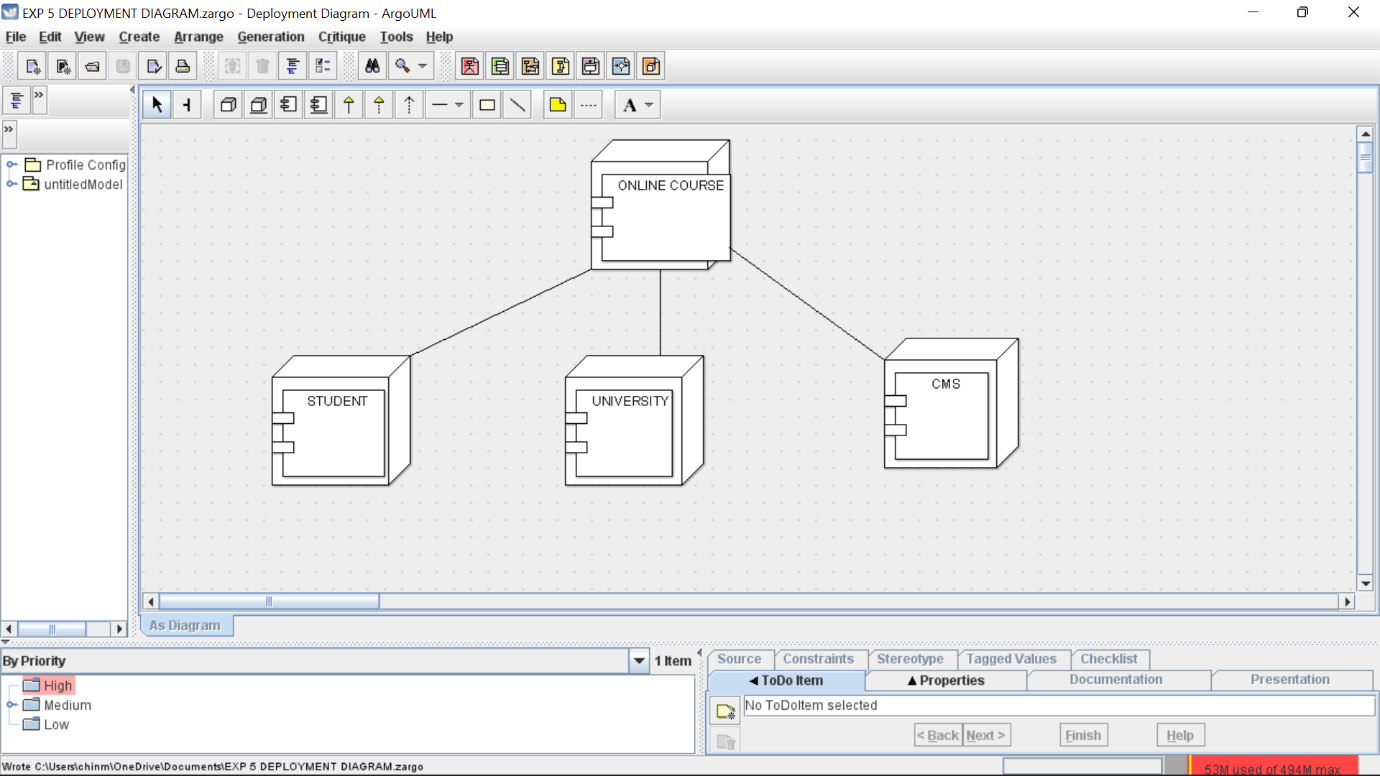 EXP 5 DEPLOYMENT DIAGRAM.zargo - Deployment Diagram - ArgoUML
File Edit View Create Arrange Generation Critique Tools Help
A
Profile Config
untitledModel
ONLINE COURSE
STUDENT
UNIVERSITY
CMS
As Diagram
By Priority
1 Item
High
Medium
Low
Source Constraints Stereotype Tagged Values Checklist
ToDo Item Properties Documentation Presentation
No ToDoItem selected
< Back Next > Finish Help
Wrote C:\Users\chinm\OneDrive\Documents\EXP 5 DEPLOYMENT DIAGRAM.zargo
53M used of 494M max